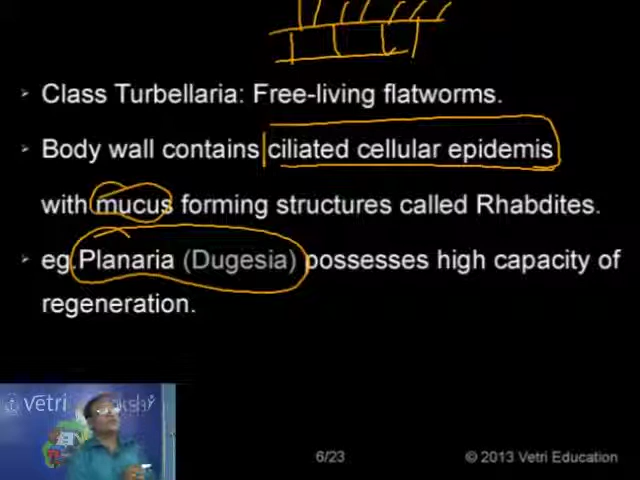 Class Turbellaria: Free-living flatworms.
Body wall contains ciliated cellular epidemis
with mucus forming structures called Rhabdites.
eg.Planaria (Dugesia) possesses high capacity of
regeneration.
vetri
6/23
© 2013 Vetri Education